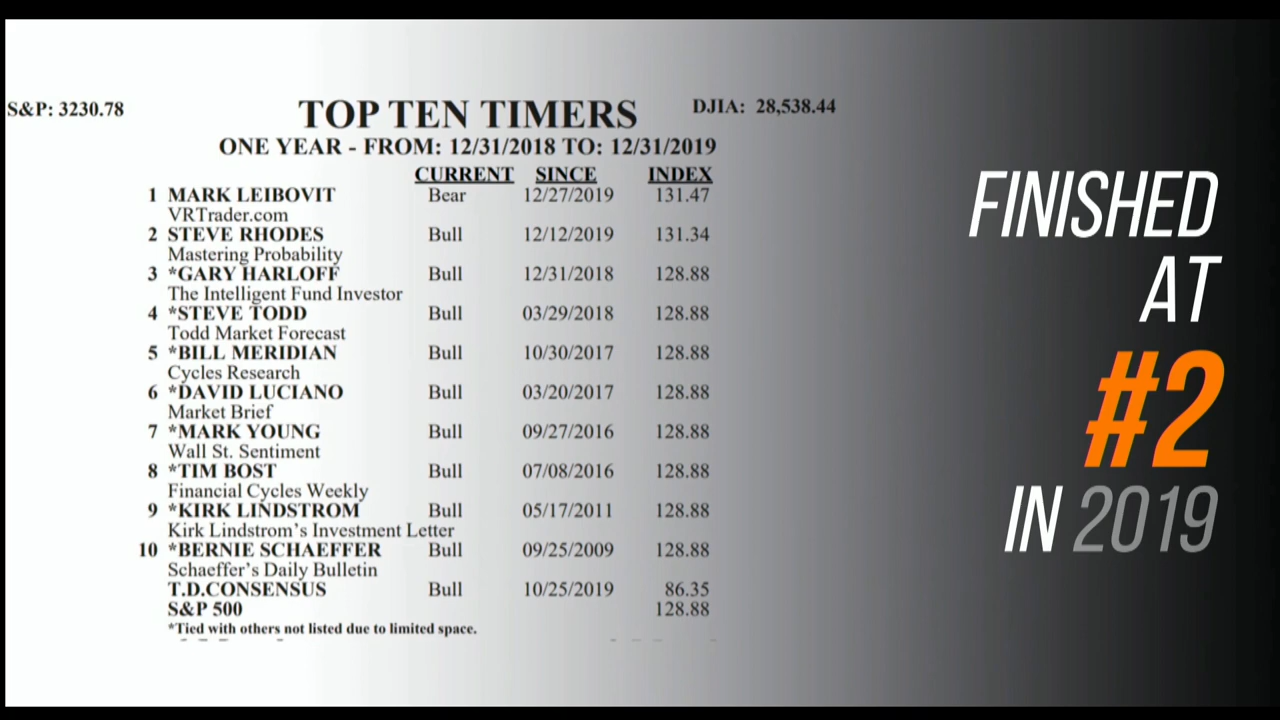 S&P: 3230.78
TOP TEN TIMERS
DJIA: 28,538.44
ONE YEAR - FROM: 12/31/2018 TO: 12/31/2019
CURRENT SINCE INDEX
1 MARK LEIBOVIT Bear 12/27/2019 131.47
VRTrader.com
2 STEVE RHODES Bull 12/12/2019 131.34
Mastering Probability
3 *GARY HARLOFF Bull 12/31/2018 128.88
The Intelligent Fund Investor
4 *STEVE TODD Bull 03/29/2018 128.88
Todd Market Forecast
5 *BILL MERIDIAN Bull 10/30/2017 128.88
Cycles Research
6 *DAVID LUCIANO Bull 03/20/2017 128.88
Market Brief
7 *MARK YOUNG Bull 09/27/2016 128.88
Wall St. Sentiment
8 *TIM BOST Bull 07/08/2016 128.88
Financial Cycles Weekly
9 *KIRK LINDSTROM Bull 05/17/2011 128.88
Kirk Lindstrom's Investment Letter
10 *BERNIE SCHAEFFER Bull 09/25/2009 128.88
Schaeffer's Daily Bulletin
T.D.CONSENSUS Bull 10/25/2019 86.35
S&P 500 128.88
*Tied with others not listed due to limited space.
FINISHED
AT
#2
IN 2019